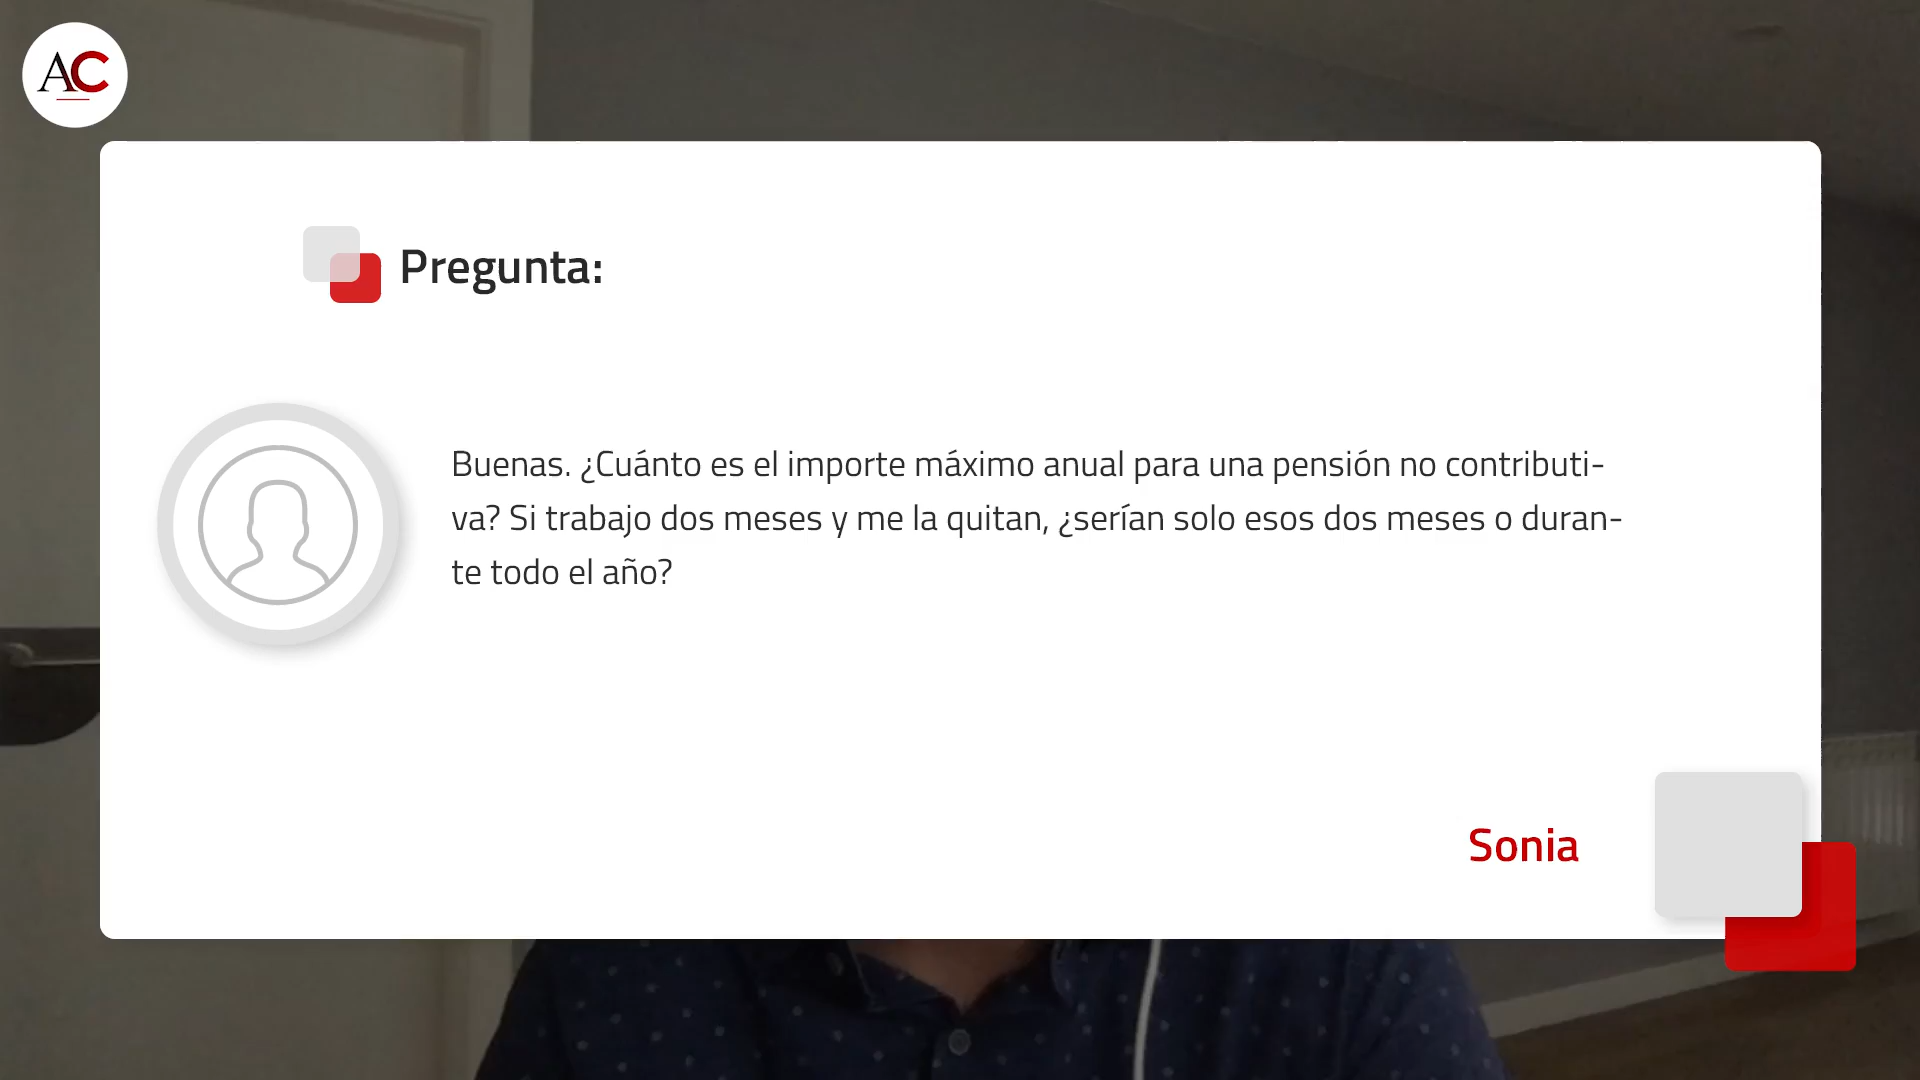 AC
Pregunta:
Buenas. ¿Cuánto es el importe máximo anual para una pensión no contributi-
va? Si trabajo dos meses y me la quitan, ¿serían solo esos dos meses o duran-
te todo el año?
Sonia